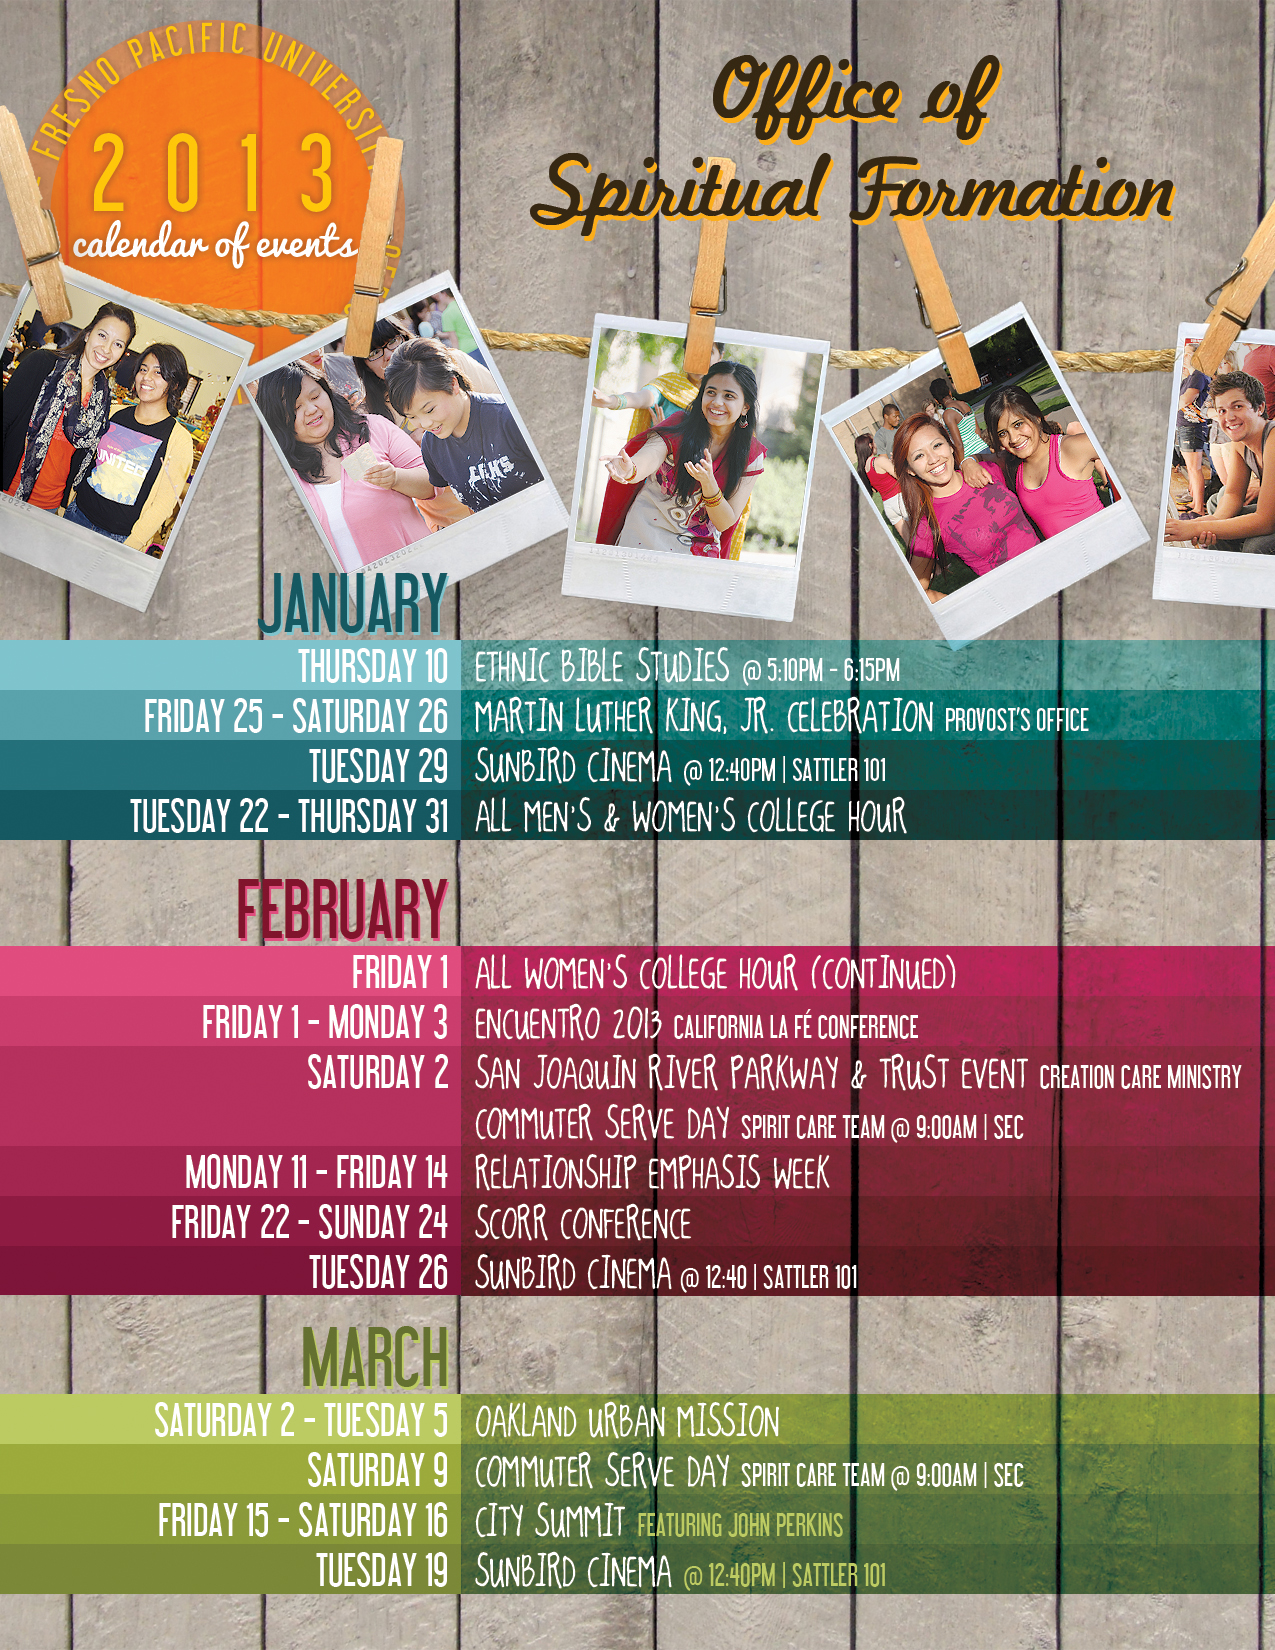 FRESNO PACIFIC UNIVERSI
2013
calendar of events
Office of
Spiritual Formation
UNITED
JANUARY
THURSDAY 10 ETHNIC BIBLE STUDIES @ 5:10PM - 6:15PM
FRIDAY 25 - SATURDAY 26 MARTIN LUTHER KING, JR. CELEBRATION PROVOST'S OFFICE
TUESDAY 29 SUNBIRD CINEMA @ 12:40PM | SATTLER 101
TUESDAY 22 - THURSDAY 31 ALL MEN'S & WOMEN'S COLLEGE HOUR
FEBRUARY
FRIDAY 1 ALL WOMEN'S COLLEGE HOUR (CONTINUED)
FRIDAY 1 - MONDAY 3 ENCUENTRO 2013 CALIFORNIA LA FÉ CONFERENCE
SATURDAY 2 SAN JOAQUIN RIVER PARKWAY & TRUST EVENT CREATION CARE MINISTRY
COMMUTER SERVE DAY SPIRIT CARE TEAM @ 9:00AM | SEC
MONDAY 11 - FRIDAY 14 RELATIONSHIP EMPHASIS WEEK
FRIDAY 22 - SUNDAY 24 SCORR CONFERENCE
TUESDAY 26 SUNBIRD CINEMA @ 12:40 | SATTLER 101
MARCH
SATURDAY 2 - TUESDAY 5 OAKLAND URBAN MISSION
SATURDAY 9 COMMUTER SERVE DAY SPIRIT CARE TEAM @ 9:00AM | SEC
FRIDAY 15 - SATURDAY 16 CITY SUMMIT FEATURING JOHN PERKINS
TUESDAY 19 SUNBIRD CINEMA @ 12:40PM | SATTLER 101